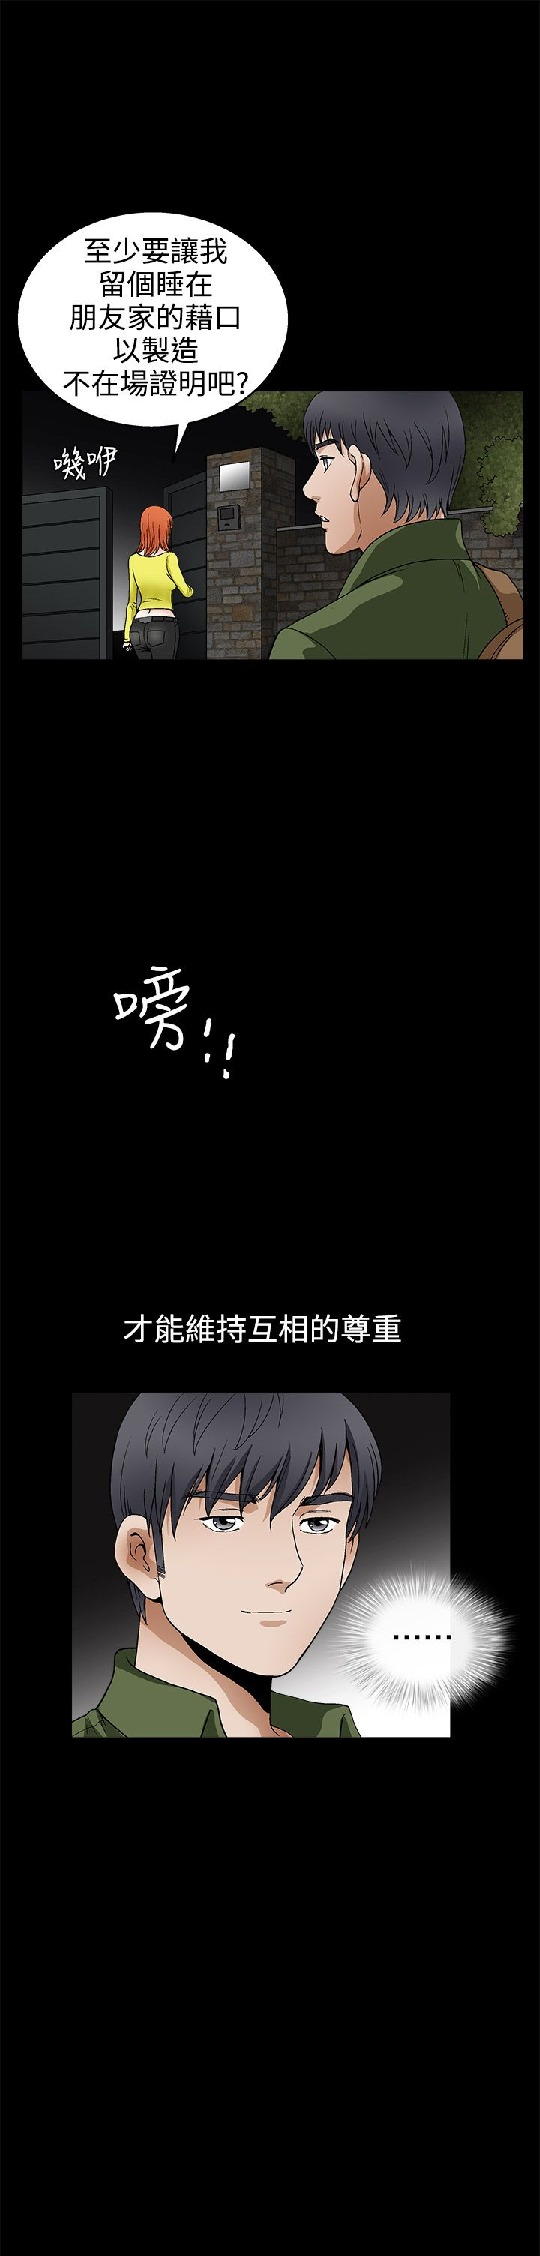 至少要讓我
留個睡在
朋友家的藉口
以製造
不在場證明吧?
嘰咿
嗙!!
才能維持互相的尊重
······